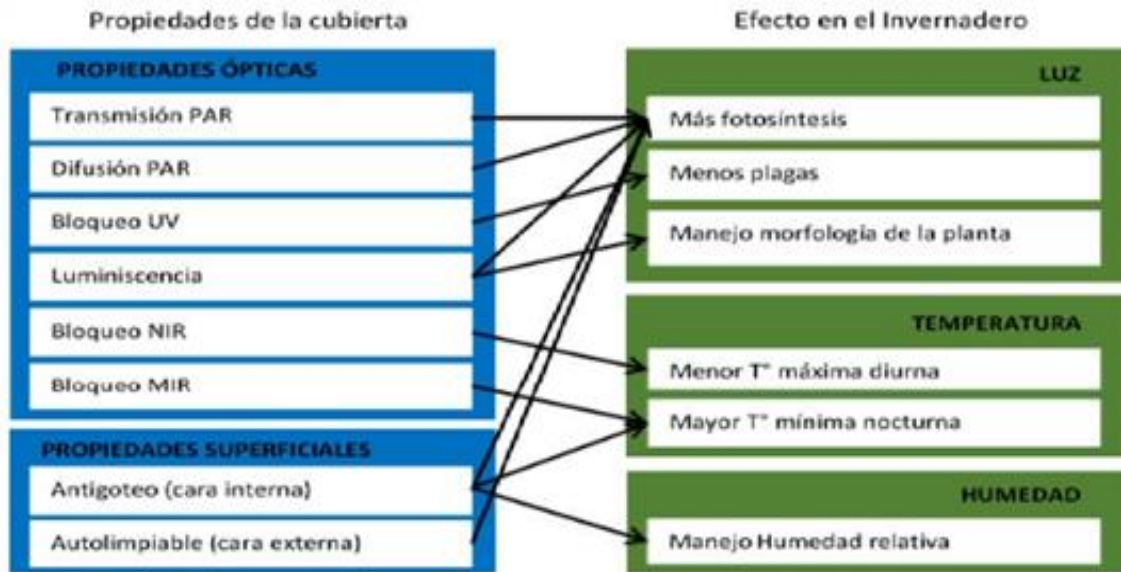 Propiedades de la cubierta
PROPIEDADES ÓPTICAS
Transmisión PAR
Difusión PAR
Bloqueo UV
Luminiscencia
Bloqueo NIR
Bloqueo MIR
PROPIEDADES SUPERFICIALES
Antigoteo (cara interna)
Autolimpiable (cara externa)
Efecto en el Invernadero
LUZ
Más fotosíntesis
Menos plagas
Manejo morfología de la planta
TEMPERATURA
Menor T° máxima diurna
Mayor T° mínima nocturna
HUMEDAD
Manejo Humedad relativa